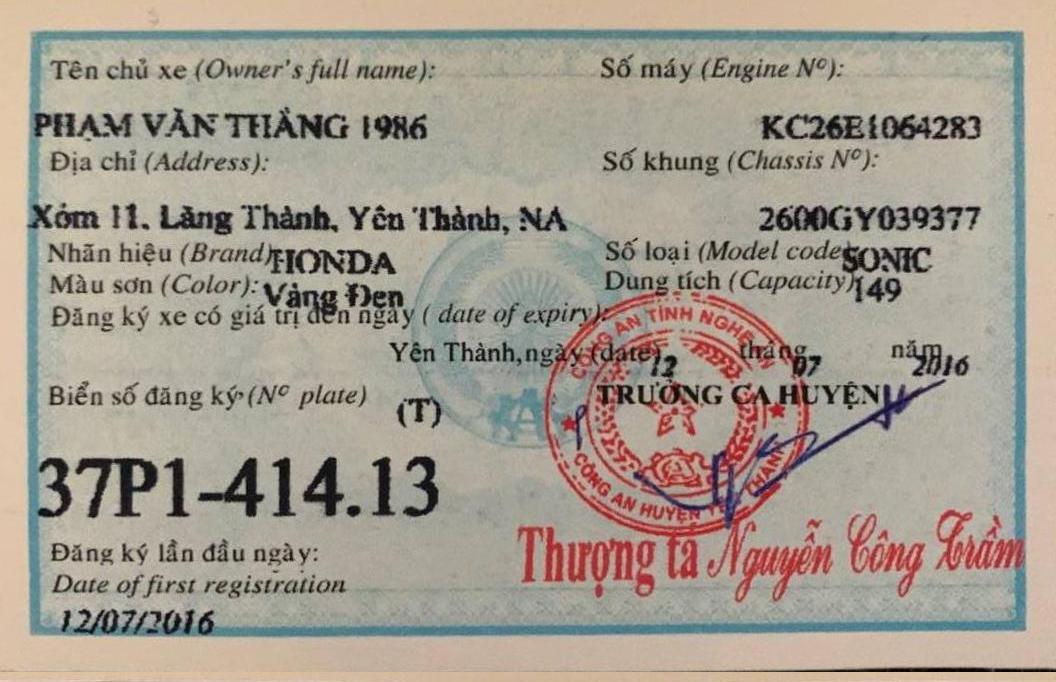 Tên chủ xe (Owner's full name):
Số máy (Engine Nº):
PHẠM VĂN THẮNG 1986
KC26E1064283
Địa chỉ (Address):
Số khung (Chassis Nº):
Xóm 11, Lăng Thành, Yên Thành, NA
2600GY039377
Nhãn hiệu (Brand) HONDA
Số loại (Model code) SONIC
Màu sơn (Color): Vàng Đen
Dung tích (Capacity) 149
Đăng ký xe có giá trị đến ngày ( date of expiry):
Yên Thành, ngày (date) 12 tháng 07 năm 2016
Biển số đăng ký (Nº plate) (T)
TRƯỞNG CA HUYỆN
CÔNG AN TỈNH NGHỆ AN
CÔNG AN HUYỆN YÊN THÀNH
37P1-414.13
Thượng tá Nguyễn Công Trầm
Đăng ký lần đầu ngày:
Date of first registration
12/07/2016